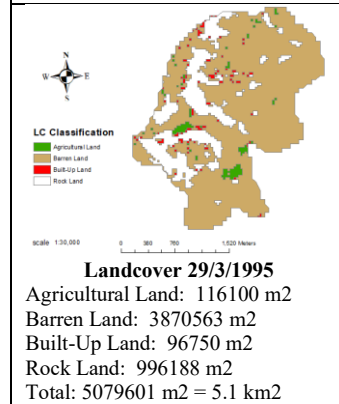 N
W E
S
LC Classification
Agricultural Land
Barren Land
Built-Up Land
Rock Land
scale 1:30,000
0 380 760 1,520 Meters
Landcover 29/3/1995
Agricultural Land: 116100 m2
Barren Land: 3870563 m2
Built-Up Land: 96750 m2
Rock Land: 996188 m2
Total: 5079601 m2 = 5.1 km2